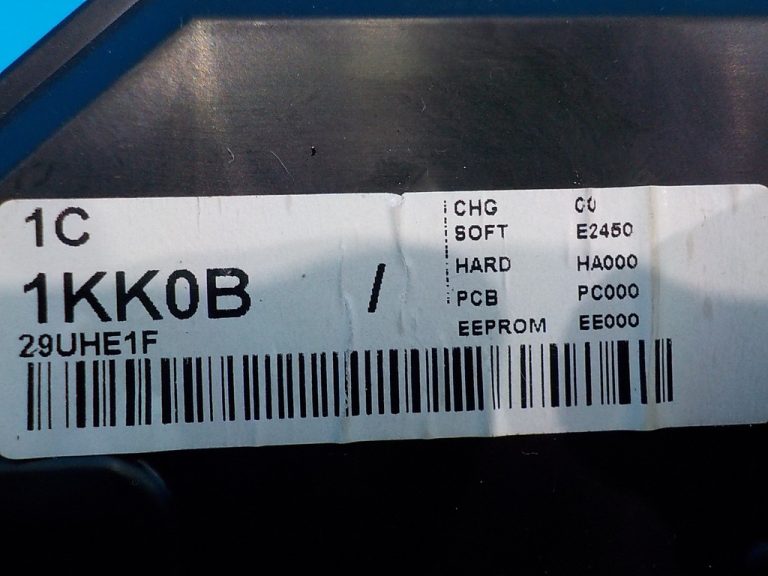 1C
1KK0B /
29UHE1F
CHG C0
SOFT E2450
HARD HA000
PCB PC000
EEPROM EE000